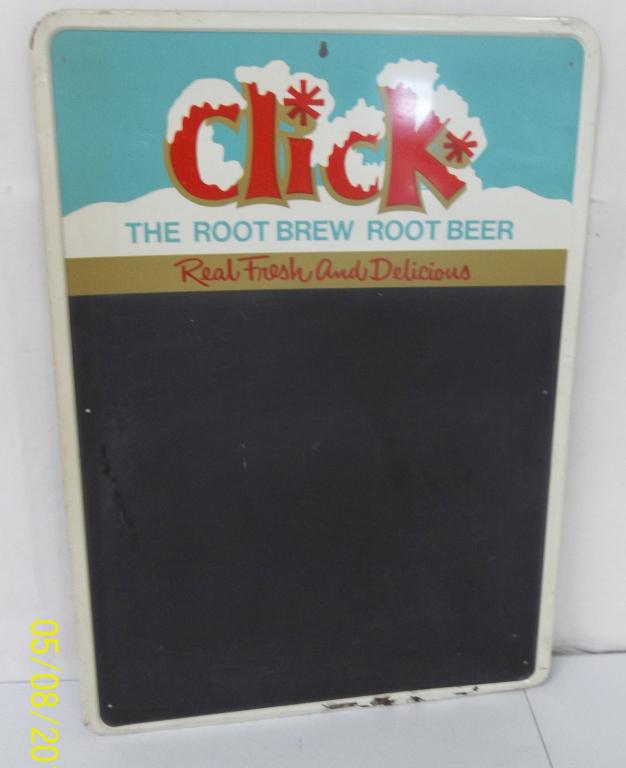 Click*
THE ROOT BREW ROOT BEER
Real Fresh And Delicious
05/08/20